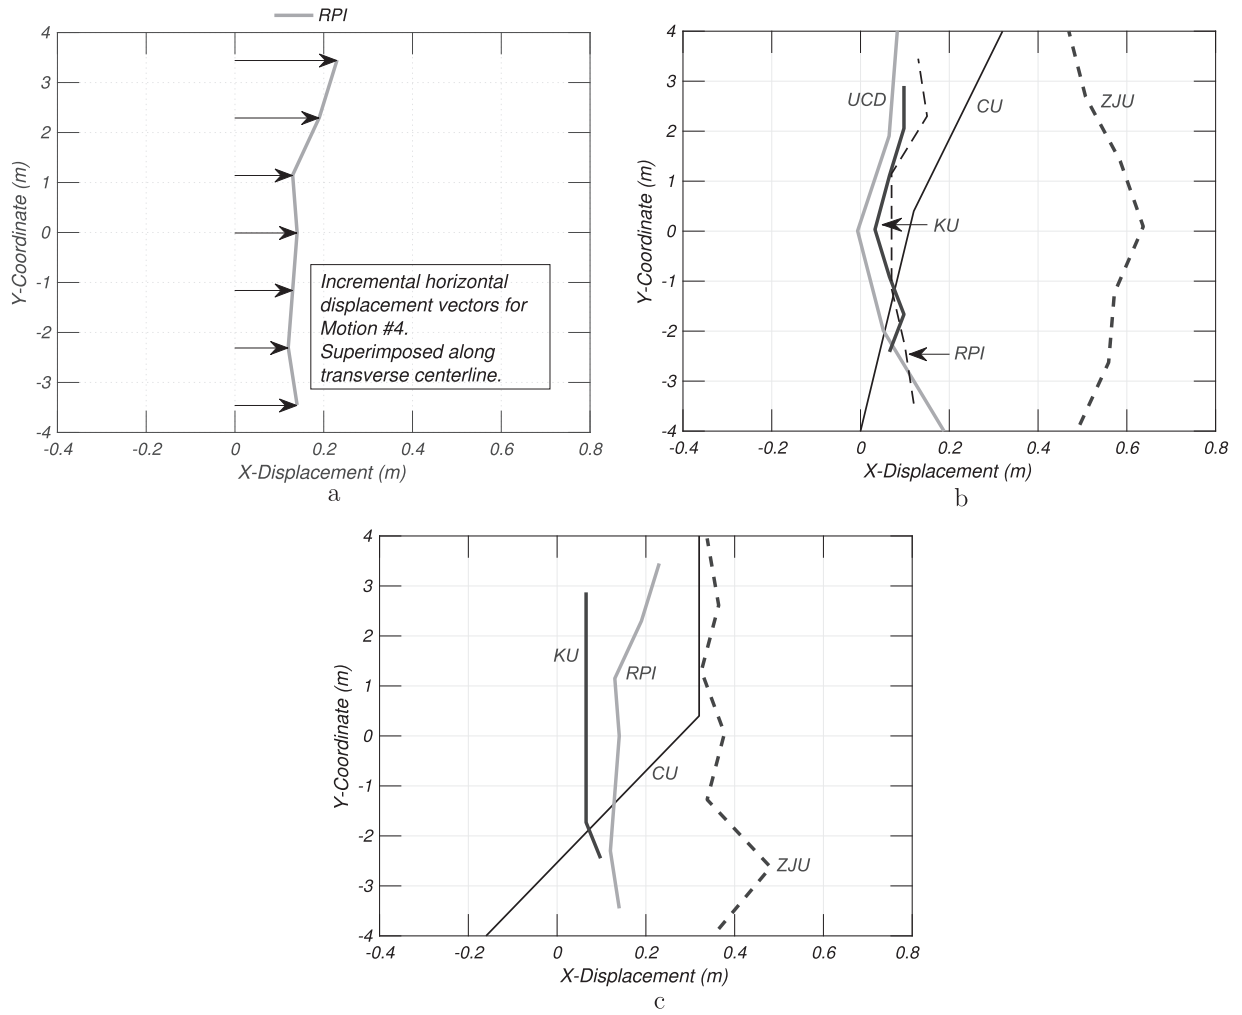 RPI
4
3
2
1
0
-1
-2
-3
-4
Y-Coordinate (m)
Incremental horizontal
displacement vectors for
Motion #4.
Superimposed along
transverse centerline.
-0.4 -0.2 0 0.2 0.4 0.6 0.8
X-Displacement (m)
a
4
3
2
1
0
-1
-2
-3
-4
Y-Coordinate (m)
UCD
CU
ZJU
KU
RPI
-0.4 -0.2 0 0.2 0.4 0.6 0.8
X-Displacement (m)
b
4
3
2
1
0
-1
-2
-3
-4
Y-Coordinate (m)
KU
RPI
CU
ZJU
-0.4 -0.2 0 0.2 0.4 0.6 0.8
X-Displacement (m)
c